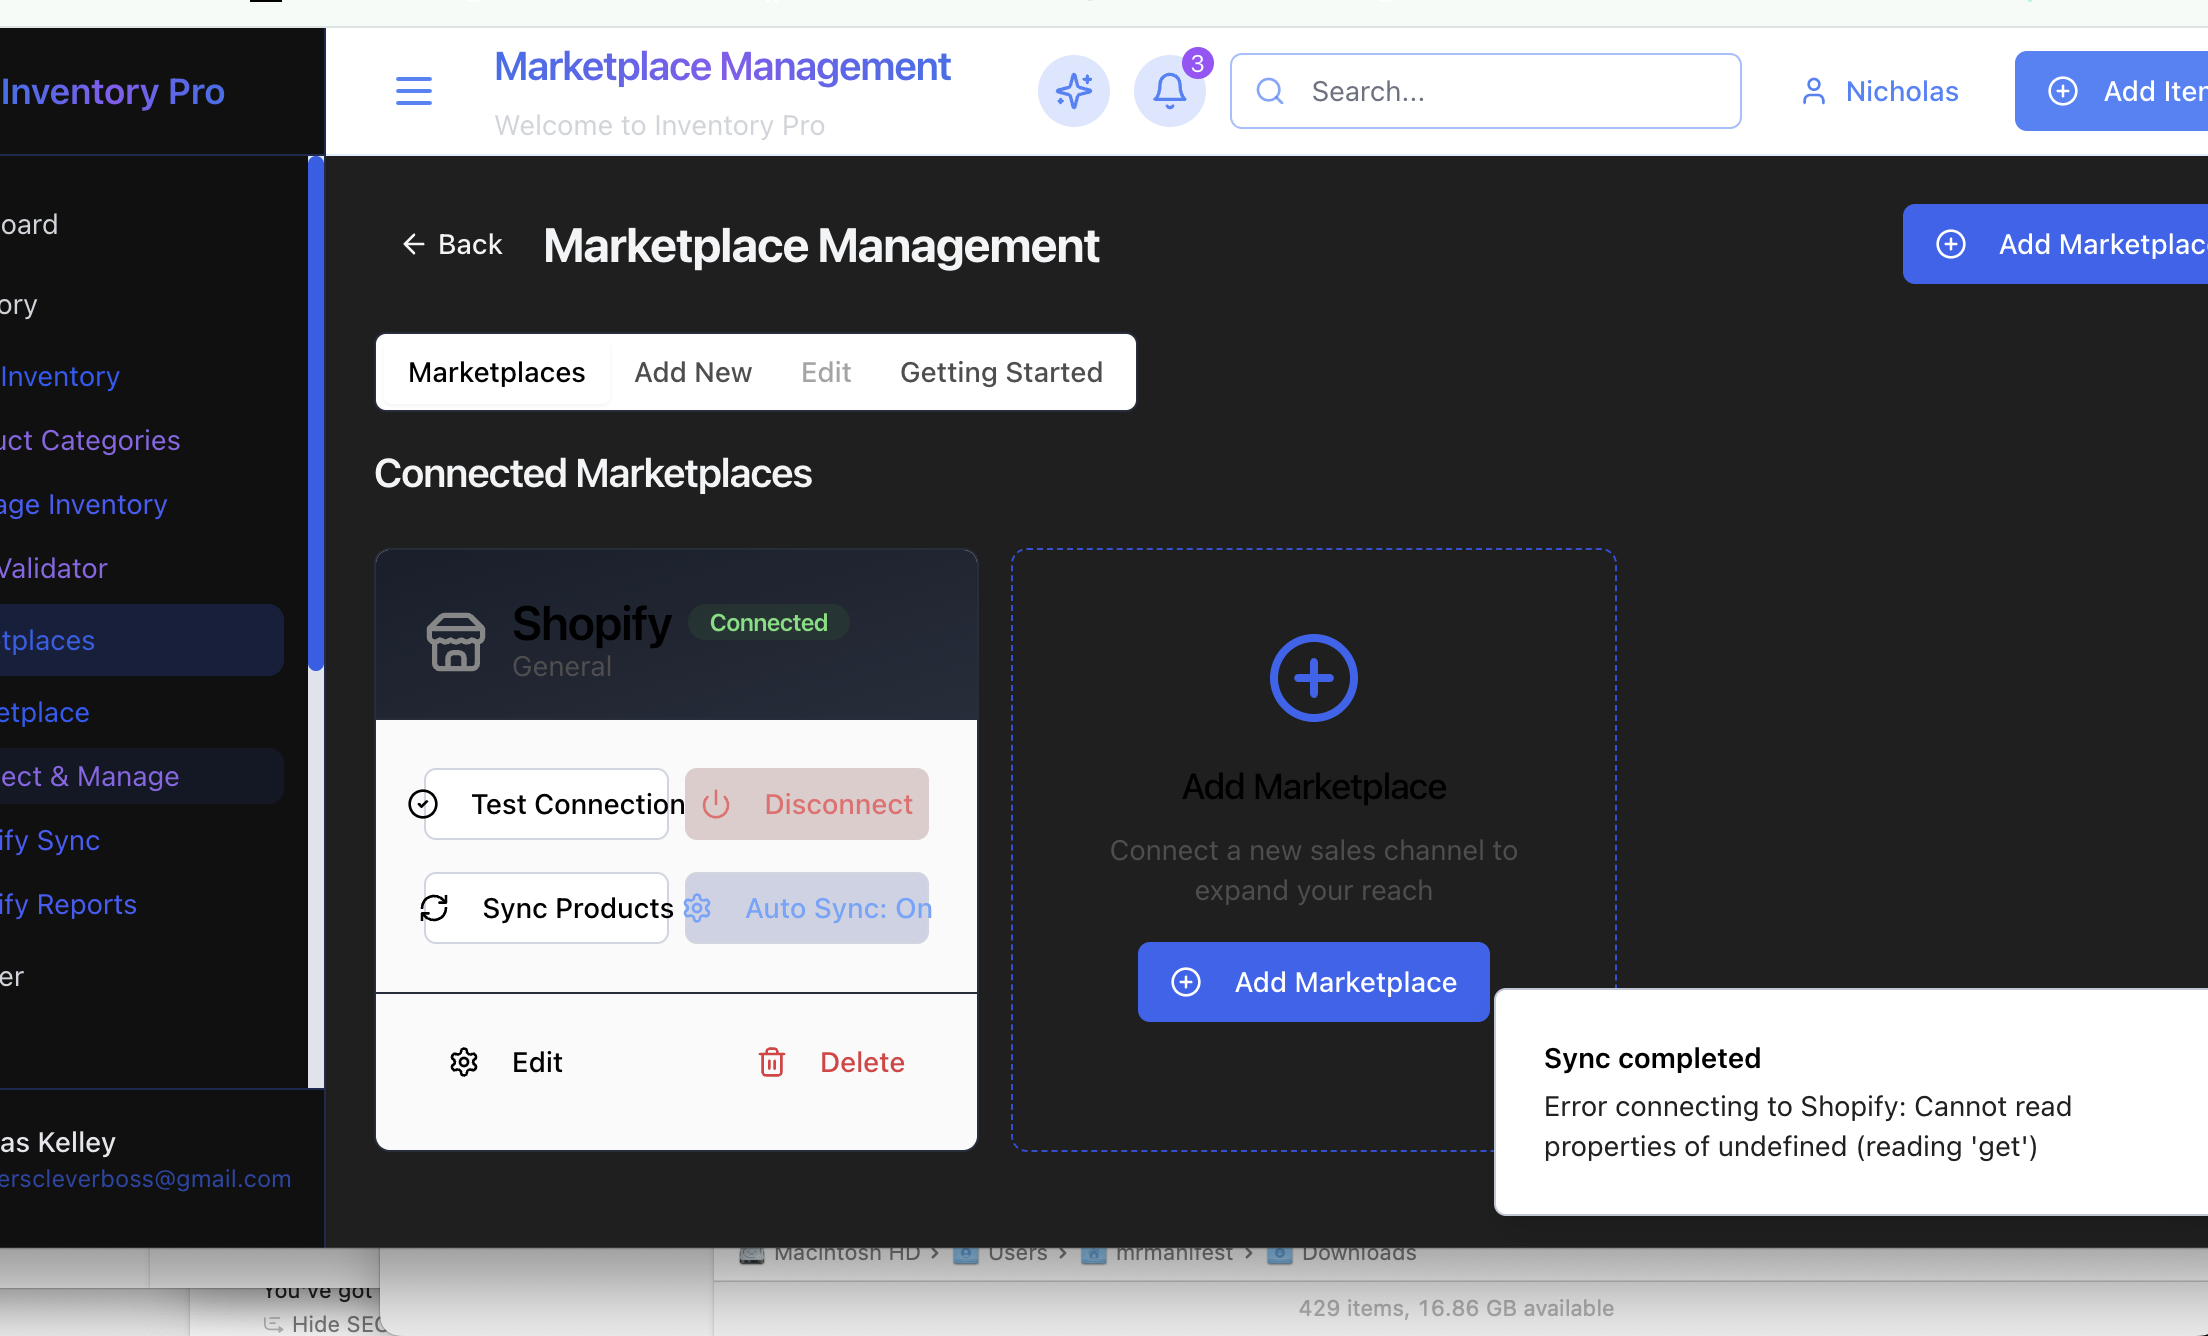 Inventory Pro
Marketplace Management
Welcome to Inventory Pro
3
Search...
Nicholas
Add Iter
oard
ory
Inventory
uct Categories
age Inventory
Validator
tplaces
etplace
ect & Manage
ify Sync
ify Reports
er
as Kelley
erscleverboss@gmail.com
Back
Marketplace Management
Add Marketplac
Marketplaces
Add New
Edit
Getting Started
Connected Marketplaces
Shopify
Connected
General
Test Connection
Disconnect
Sync Products
Auto Sync: On
Edit
Delete
Add Marketplace
Connect a new sales channel to
expand your reach
Add Marketplace
Sync completed
Error connecting to Shopify: Cannot read
properties of undefined (reading 'get')
Macintosh HD › Users › mrmanifest › Downloads
You've got
Hide SEC
429 items, 16.86 GB available